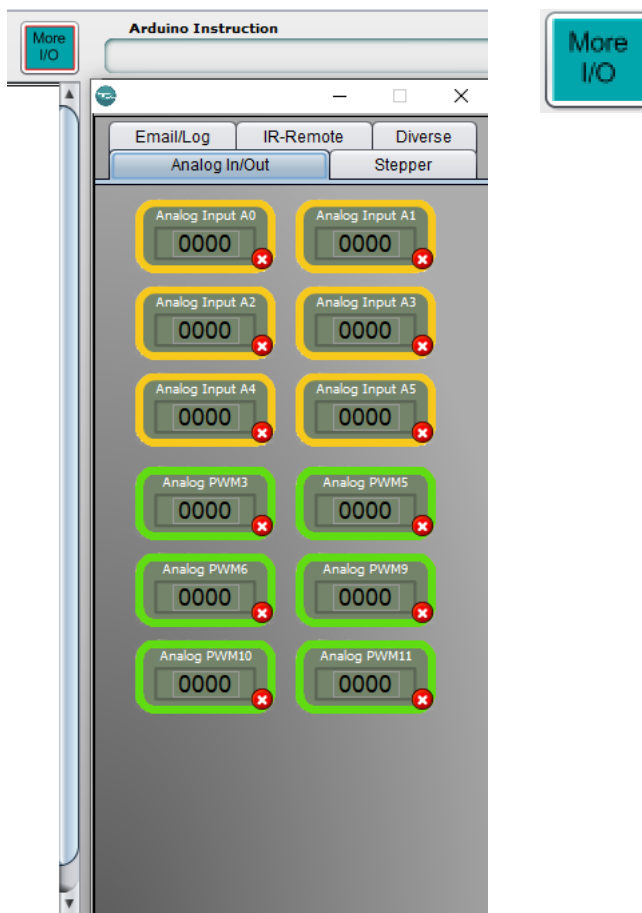 More
I/O
Arduino Instruction
More
I/O
Email/Log IR-Remote Diverse
Analog In/Out Stepper
Analog Input A0 Analog Input A1
0000 0000
Analog Input A2 Analog Input A3
0000 0000
Analog Input A4 Analog Input A5
0000 0000
Analog PWM3 Analog PWM5
0000 0000
Analog PWM6 Analog PWM9
0000 0000
Analog PWM10 Analog PWM11
0000 0000